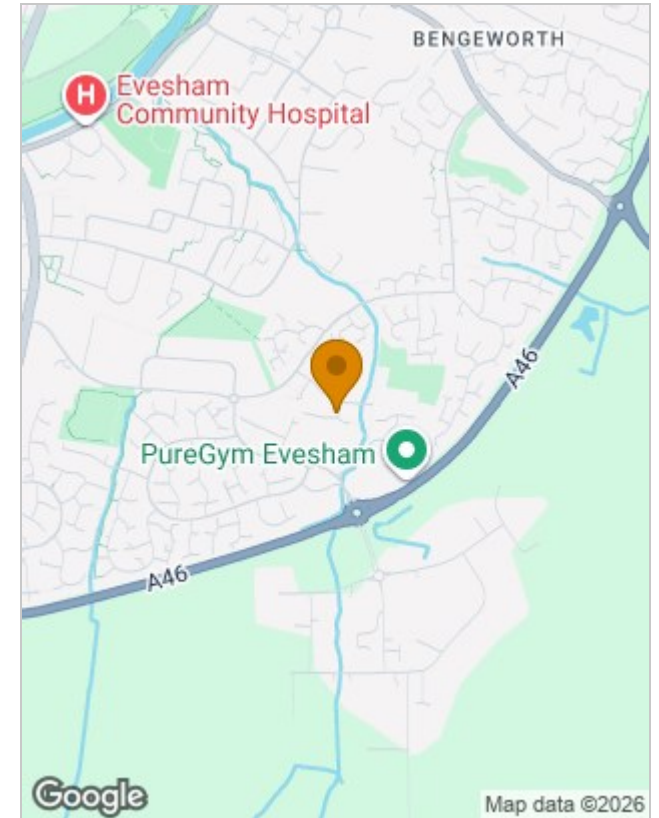 BENGEWORTH
H
Evesham
Community Hospital
A46
PureGym Evesham
A46
Google
Map data ©2026